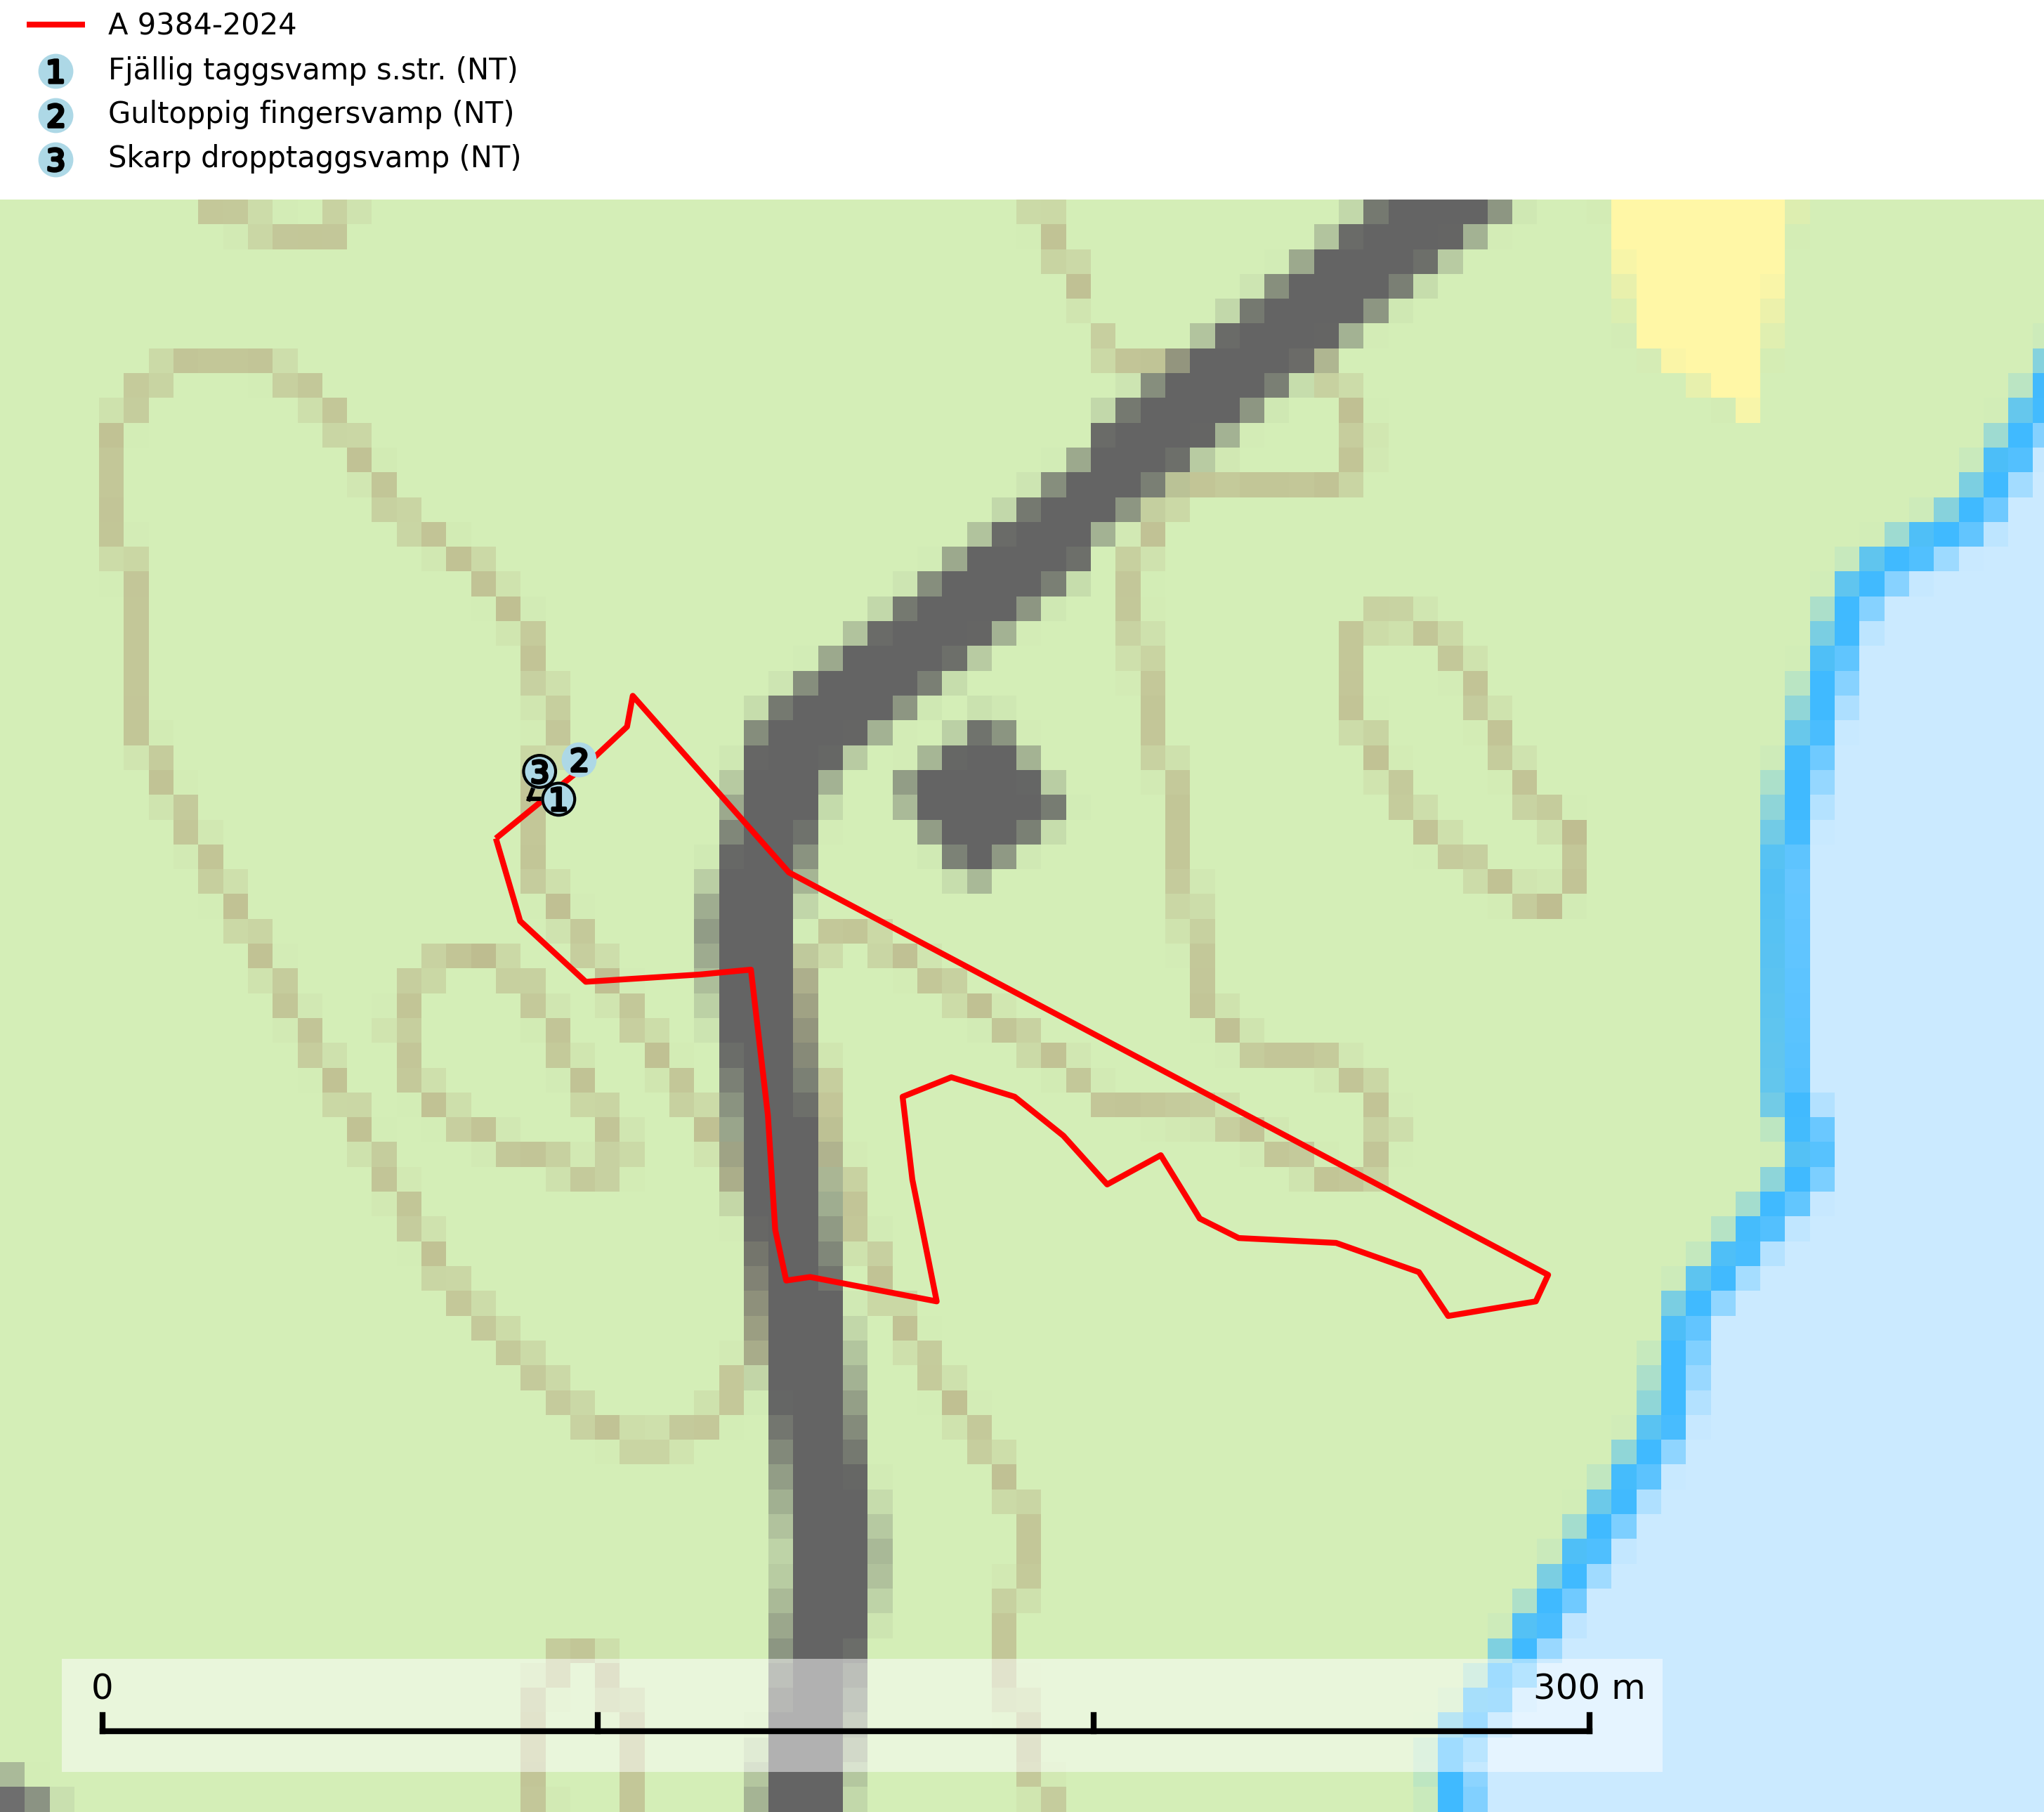 A 9384-2024
1 Fjällig taggsvamp s.str. (NT)
2 Gultoppig fingersvamp (NT)
3 Skarp dropptaggsvamp (NT)
2
3
1
0 300 m